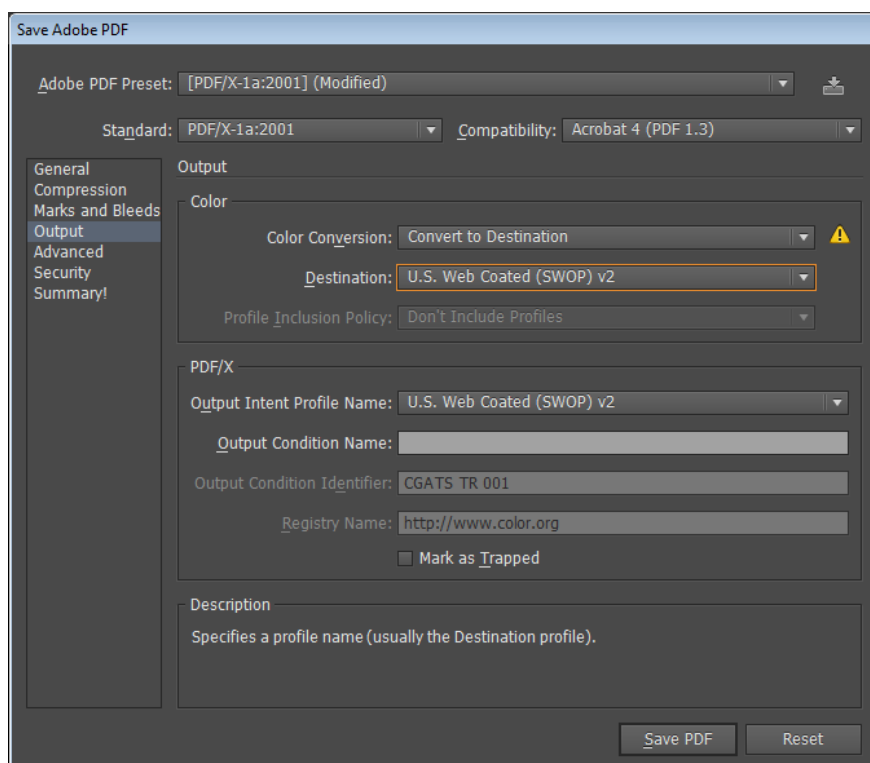 Save Adobe PDF
Adobe PDF Preset: [PDF/X-1a:2001] (Modified)
Standard: PDF/X-1a:2001 Compatibility: Acrobat 4 (PDF 1.3)
General
Compression
Marks and Bleeds
Output
Advanced
Security
Summary!
Output
Color
Color Conversion: Convert to Destination
Destination: U.S. Web Coated (SWOP) v2
Profile Inclusion Policy: Don't Include Profiles
PDF/X
Output Intent Profile Name: U.S. Web Coated (SWOP) v2
Output Condition Name:
Output Condition Identifier: CGATS TR 001
Registry Name: http://www.color.org
Mark as Trapped
Description
Specifies a profile name (usually the Destination profile).
Save PDF Reset